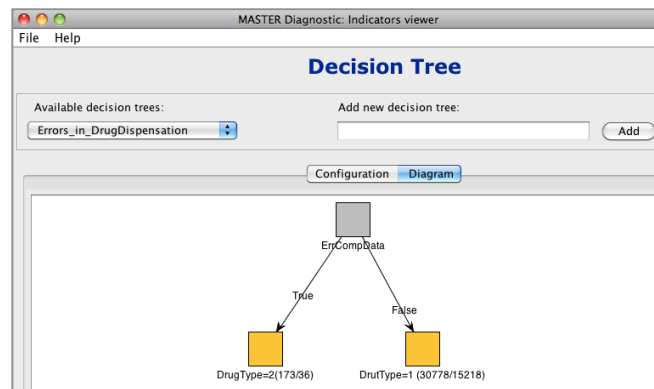 MASTER Diagnostic: Indicators viewer
File Help
Decision Tree
Available decision trees: Add new decision tree:
Errors_in_DrugDispensation Add
Configuration Diagram
ErrCompData
True False
DrugType=2(173/36) DrutType=1 (30778/15218)